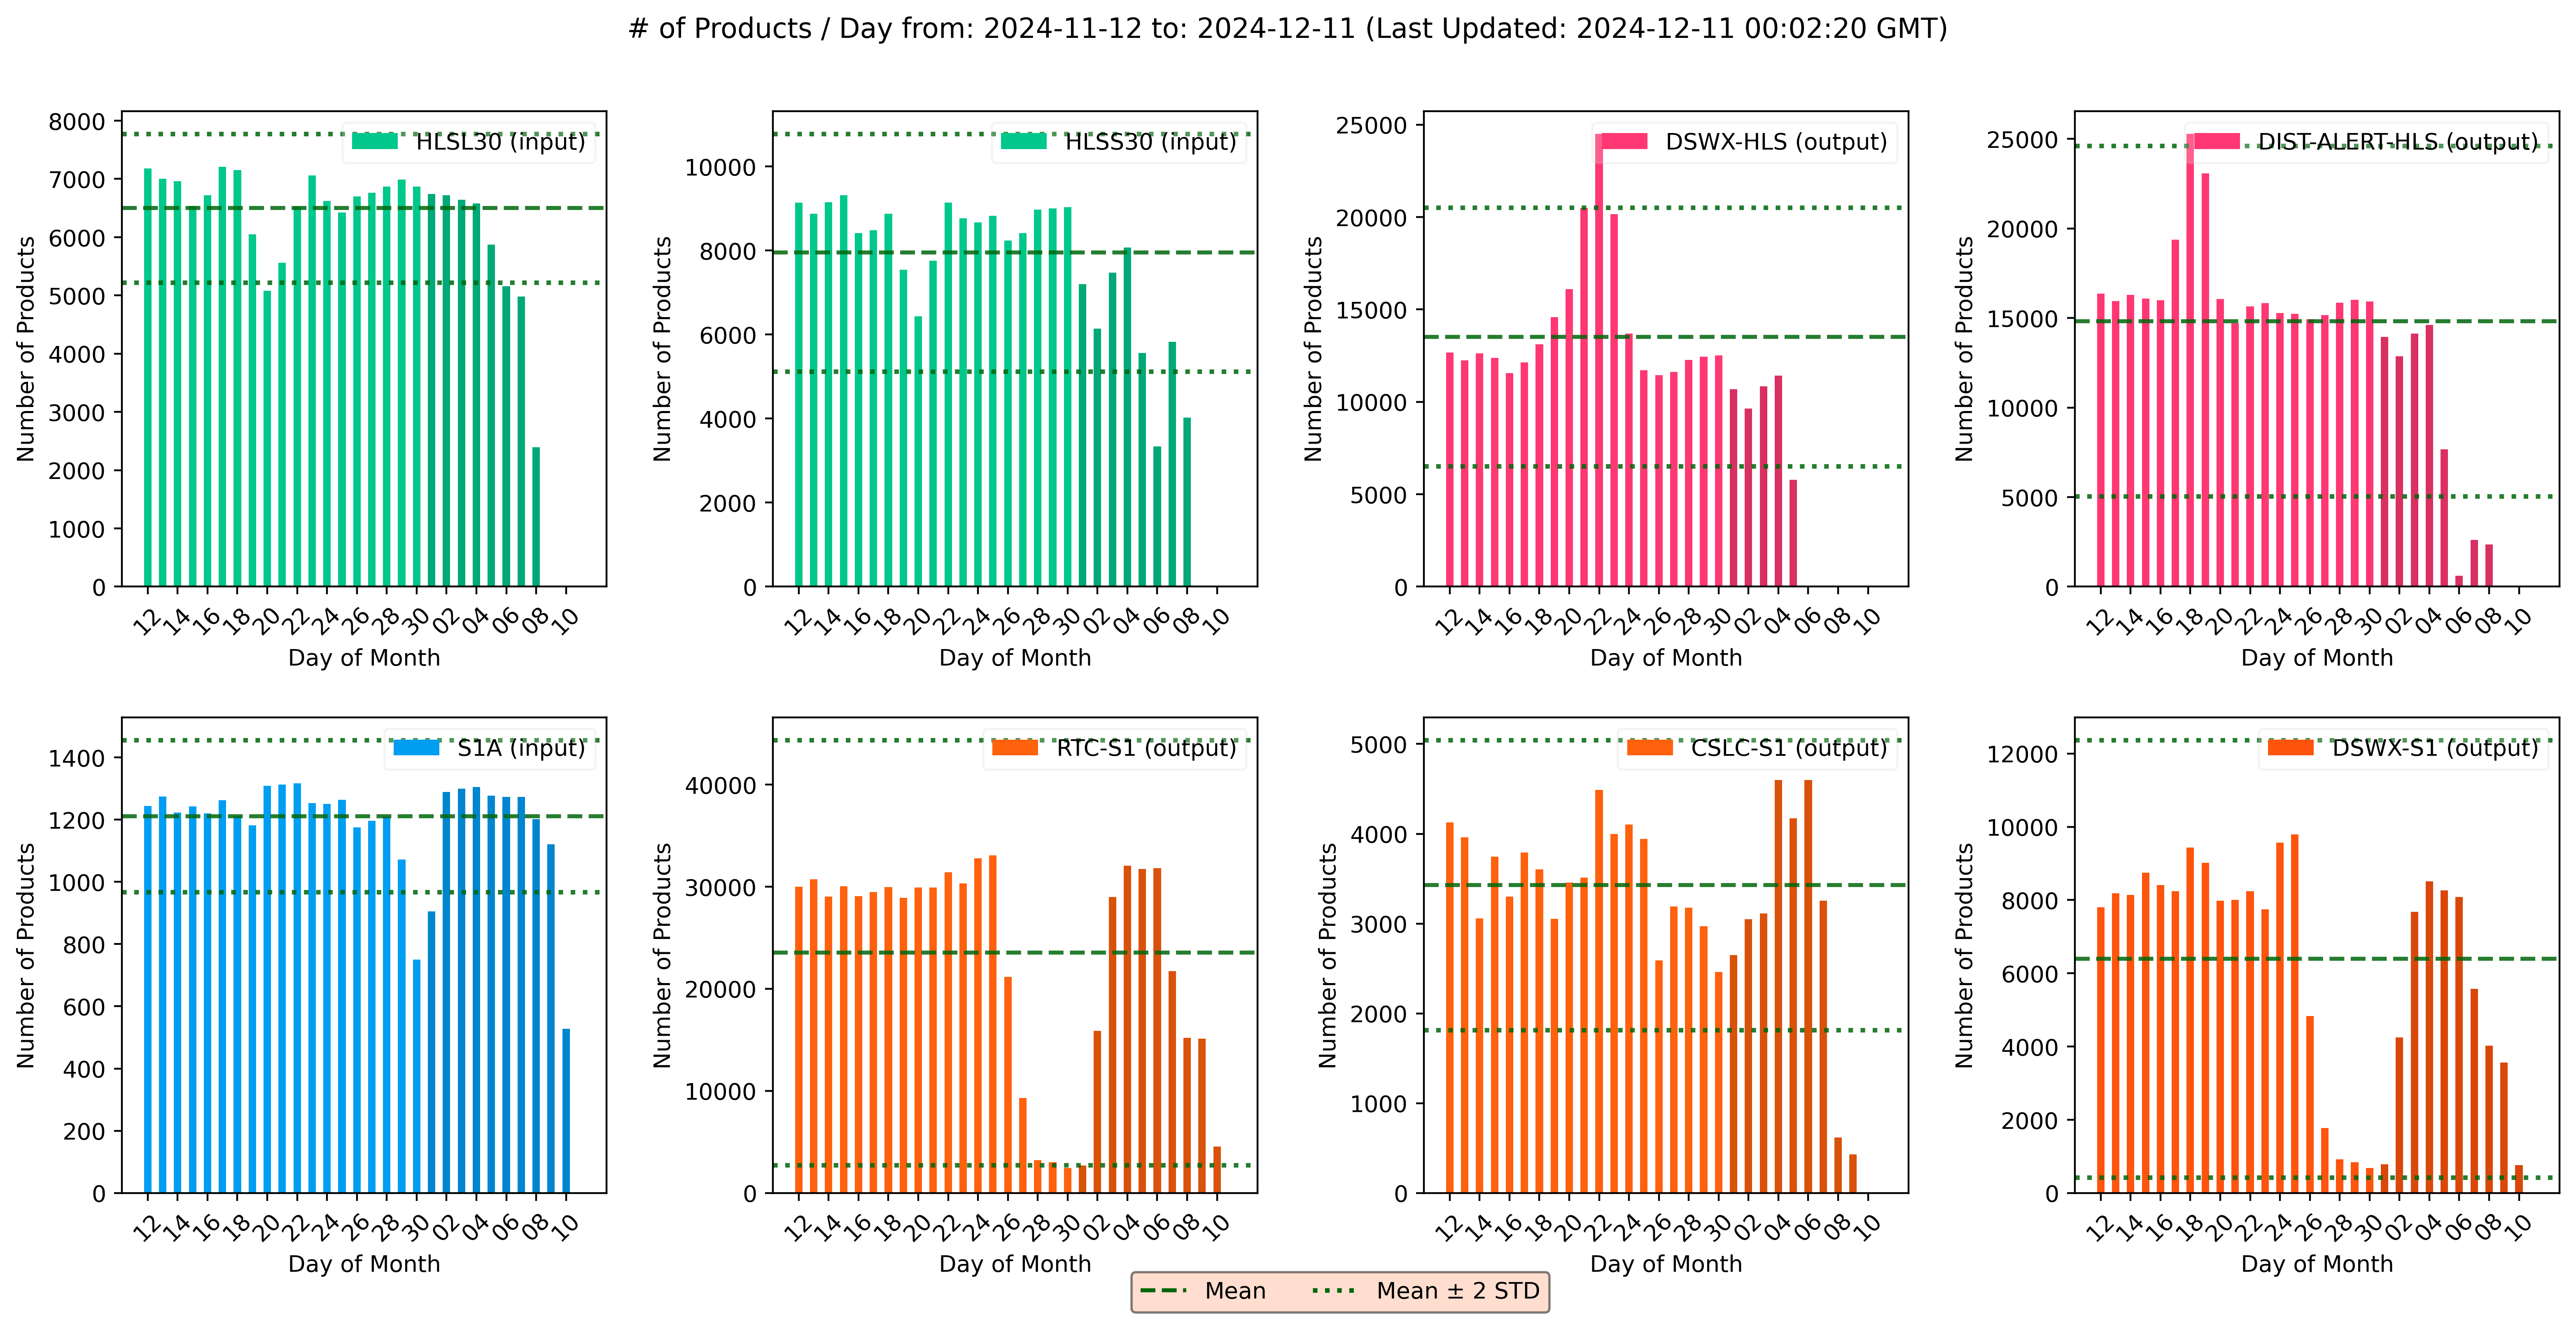 # of Products / Day from: 2024-11-12 to: 2024-12-11 (Last Updated: 2024-12-11 00:02:20 GMT)
HLSL30 (input)
Number of Products
8000
7000
6000
5000
4000
3000
2000
1000
0
12 14 16 18 20 22 24 26 28 30 02 04 06 08 10
Day of Month
HLSS30 (input)
Number of Products
10000
8000
6000
4000
2000
0
12 14 16 18 20 22 24 26 28 30 02 04 06 08 10
Day of Month
DSWX-HLS (output)
Number of Products
25000
20000
15000
10000
5000
0
12 14 16 18 20 22 24 26 28 30 02 04 06 08 10
Day of Month
DIST-ALERT-HLS (output)
Number of Products
25000
20000
15000
10000
5000
0
12 14 16 18 20 22 24 26 28 30 02 04 06 08 10
Day of Month
S1A (input)
Number of Products
1400
1200
1000
800
600
400
200
0
12 14 16 18 20 22 24 26 28 30 02 04 06 08 10
Day of Month
RTC-S1 (output)
Number of Products
40000
30000
20000
10000
0
12 14 16 18 20 22 24 26 28 30 02 04 06 08 10
Day of Month
CSLC-S1 (output)
Number of Products
5000
4000
3000
2000
1000
0
12 14 16 18 20 22 24 26 28 30 02 04 06 08 10
Day of Month
DSWX-S1 (output)
Number of Products
12000
10000
8000
6000
4000
2000
0
12 14 16 18 20 22 24 26 28 30 02 04 06 08 10
Day of Month
Mean Mean ± 2 STD